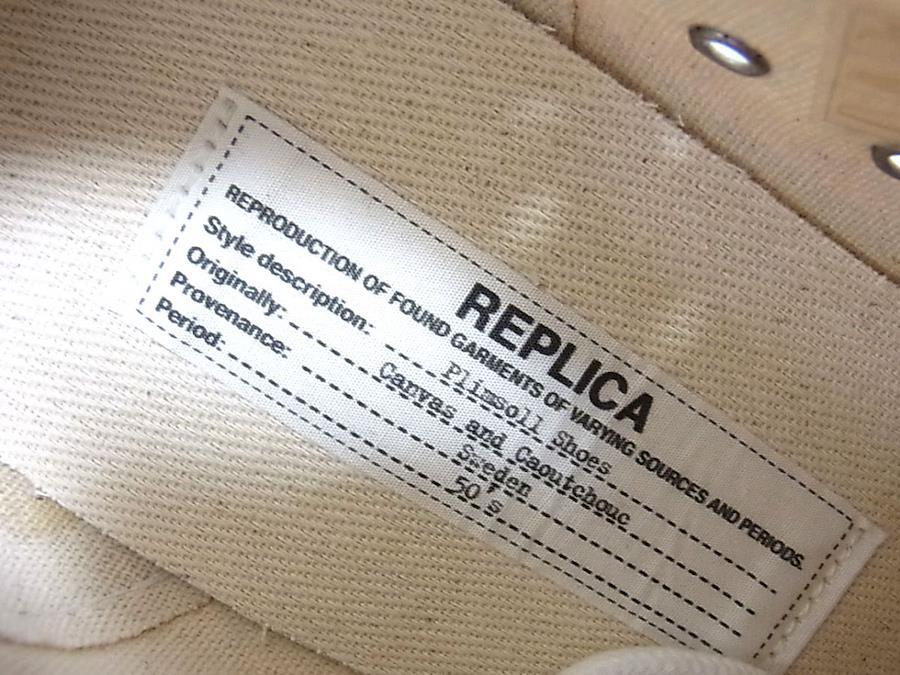 REPLICA
REPRODUCTION OF FOUND GARMENTS OF VARYING SOURCES AND PERIODS.
Style description: Plimsoll Shoes
Originally: Canvas and Caoutchouc
Provenance: Sweden
Period: 50's